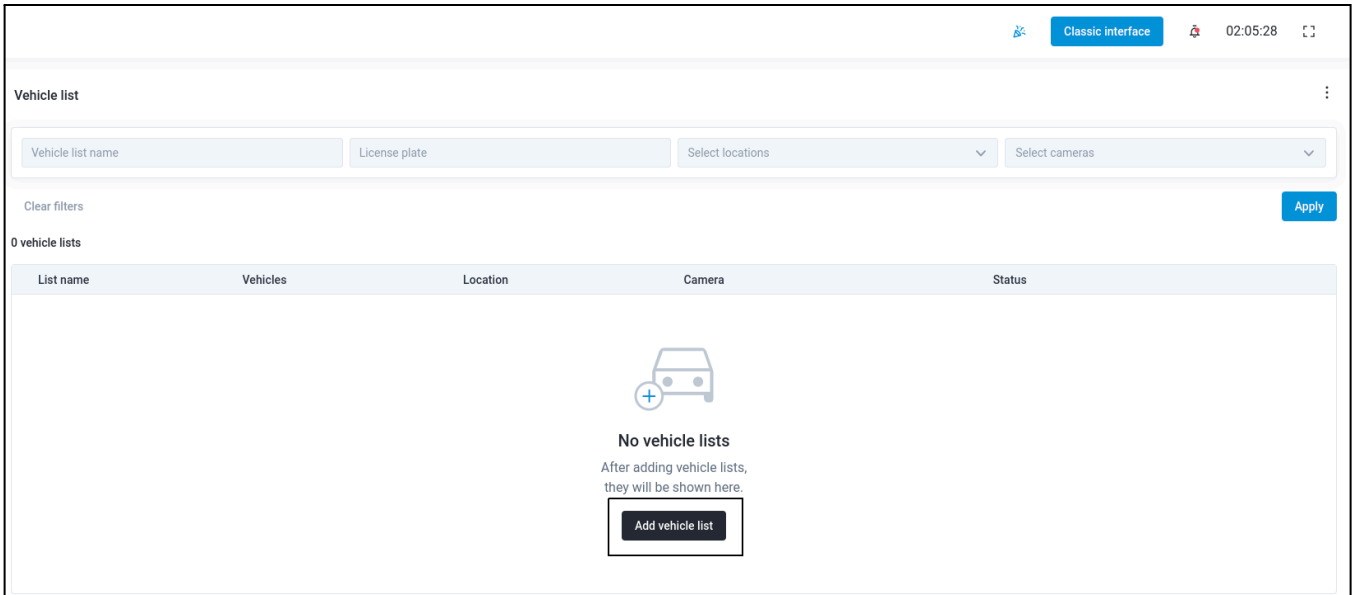 Classic interface 02:05:28
Vehicle list
Vehicle list name License plate Select locations Select cameras
Clear filters Apply
0 vehicle lists
List name Vehicles Location Camera Status
No vehicle lists
After adding vehicle lists,
they will be shown here.
Add vehicle list